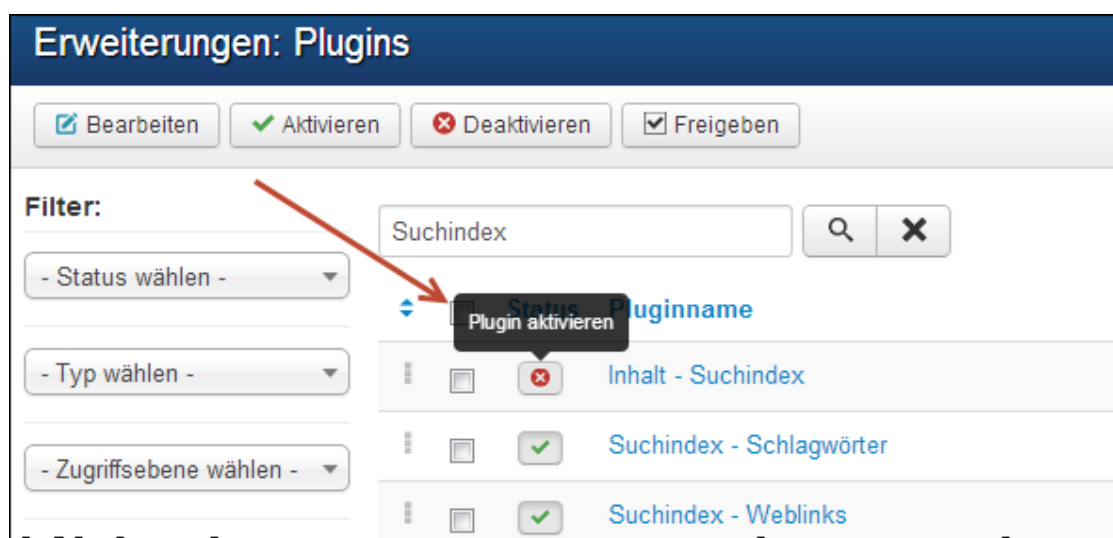 Erweiterungen: Plugins
Bearbeiten Aktivieren Deaktivieren Freigeben
Filter:
Suchindex
- Status wählen -
Status Pluginname
Plugin aktivieren
- Typ wählen -
Inhalt - Suchindex
Suchindex - Schlagwörter
- Zugriffsebene wählen -
Suchindex - Weblinks